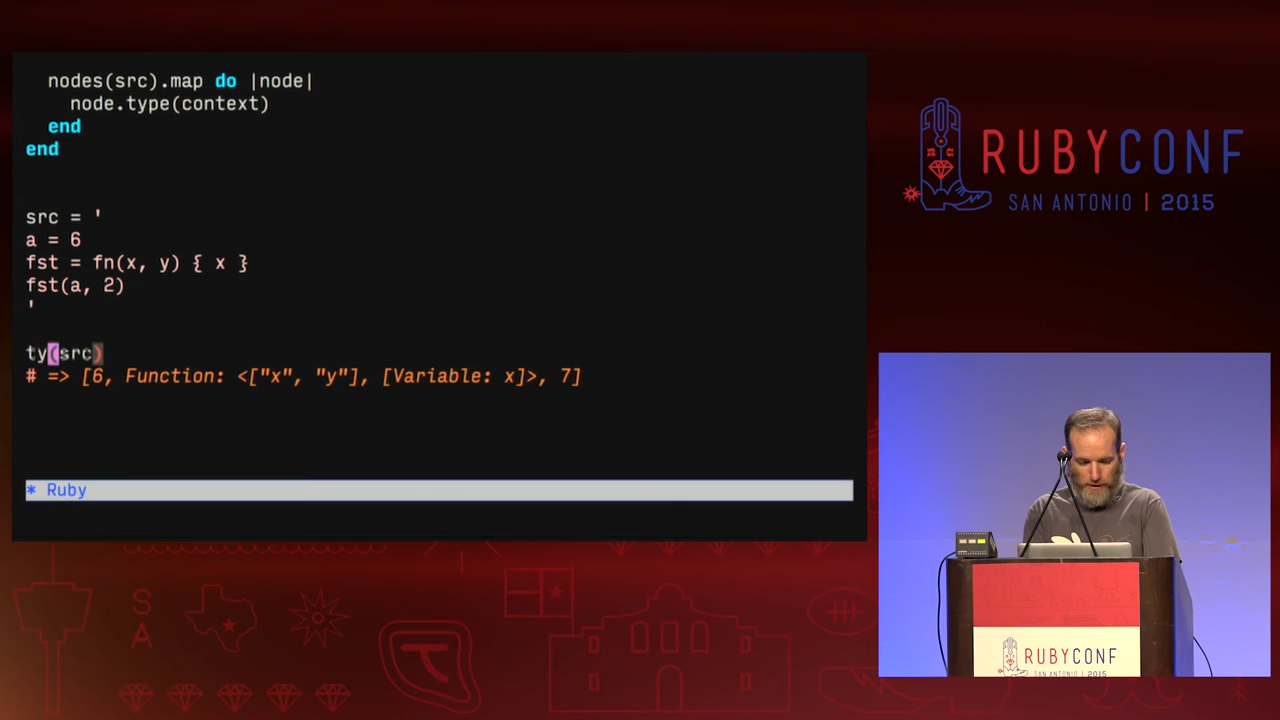 nodes(src).map do |node|
node.type(context)
end
end
src = '
a = 6
fst = fn(x, y) { x }
fst(a, 2)
'
ty(src)
# => [6, Function: <["x", "y"], [Variable: x]>, 7]
* Ruby
RUBYCONF
SAN ANTONIO | 2015
S
A
RUBYCONF
SAN ANTONIO | 2015